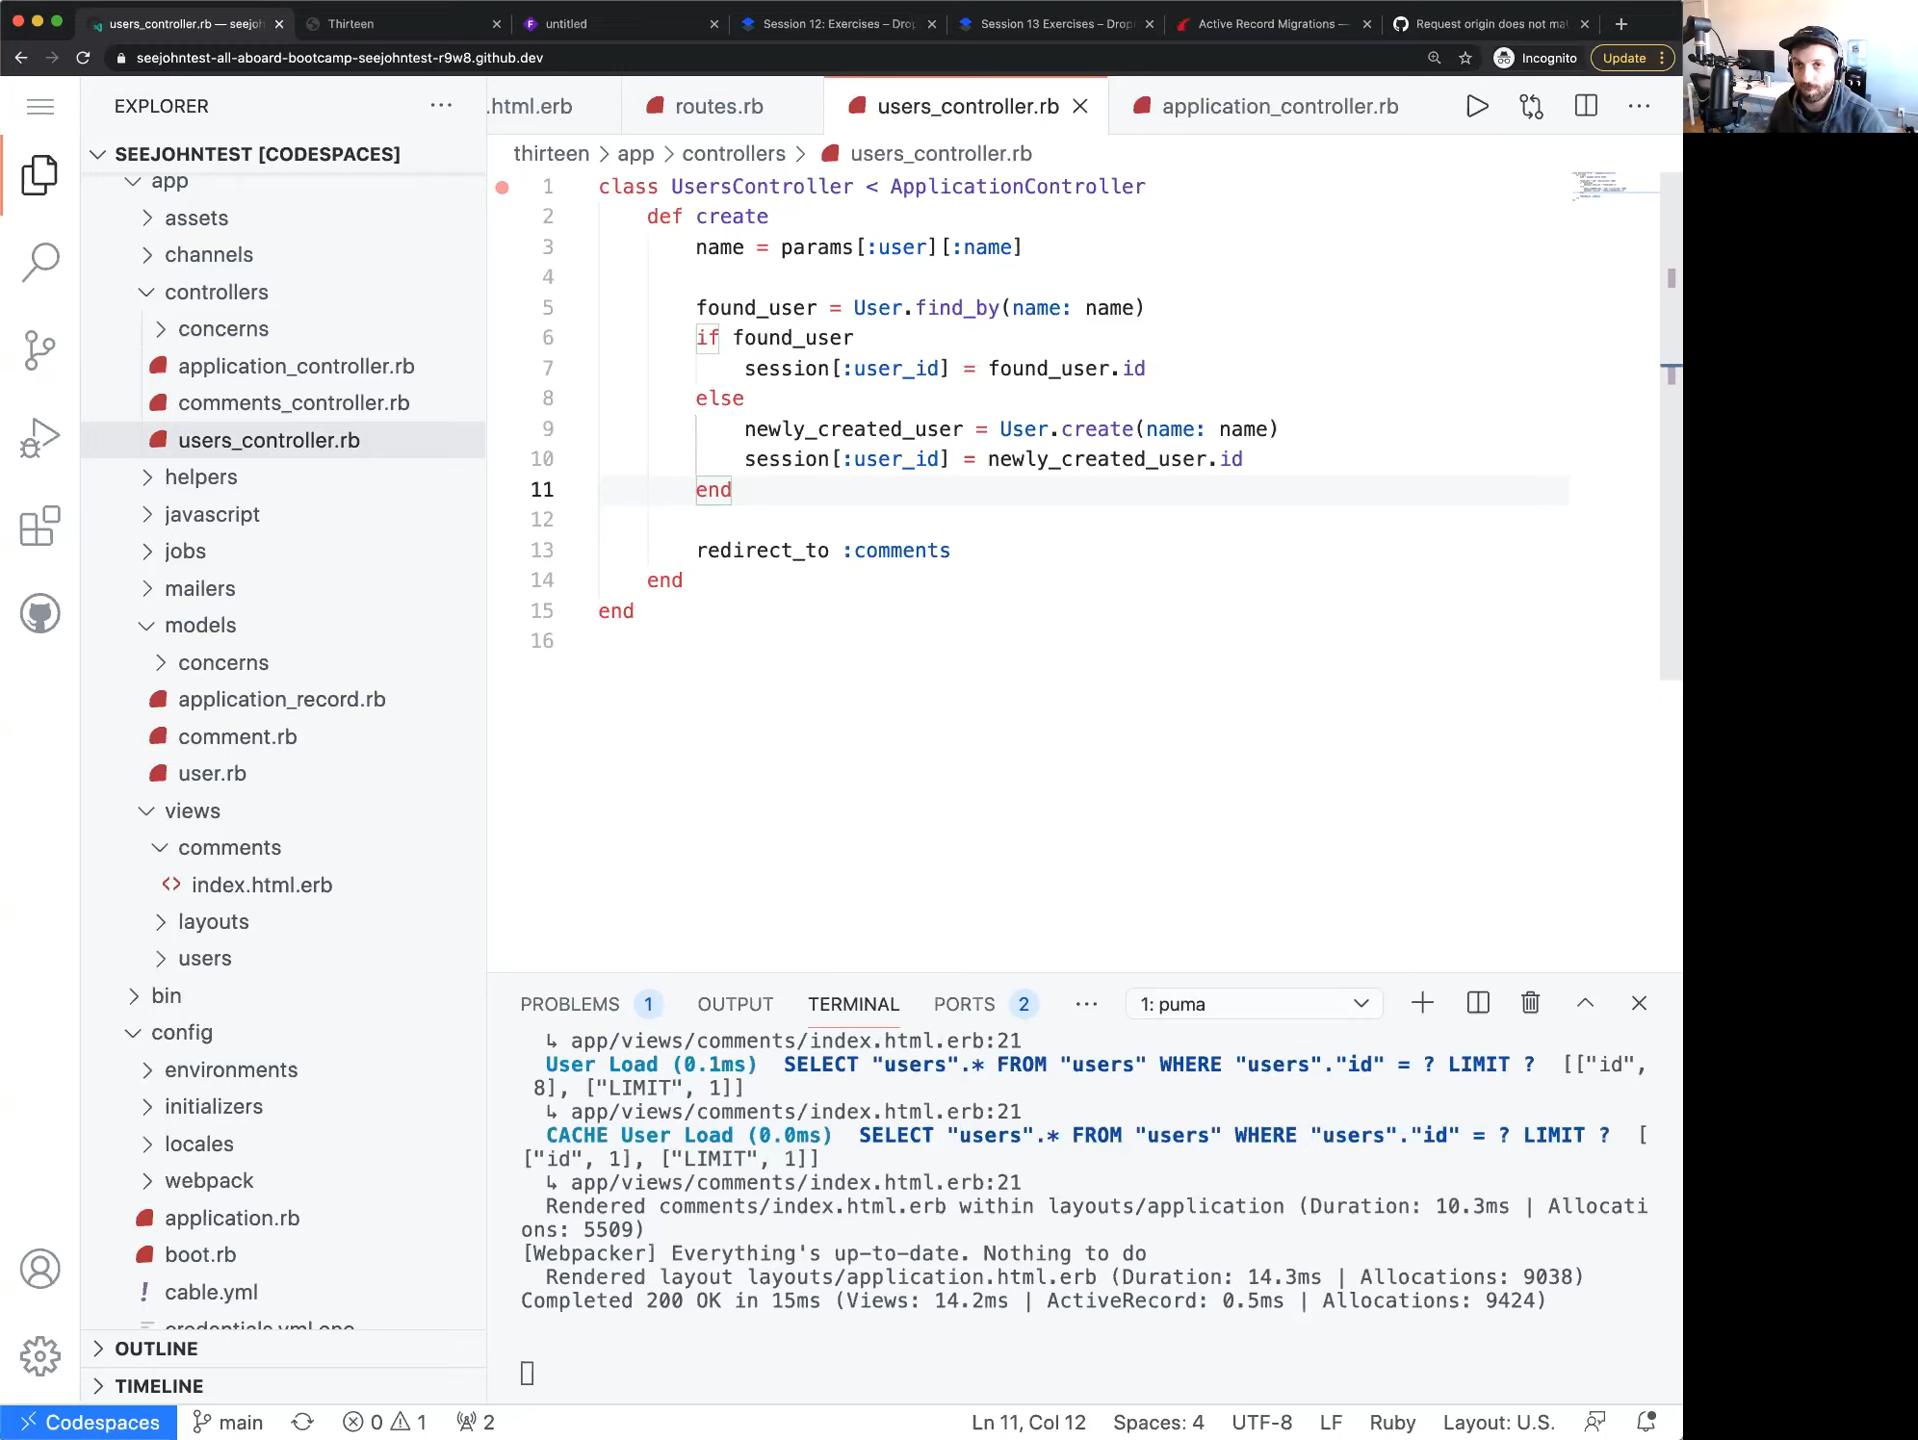 users_controller.rb — seejo
Thirteen
untitled
Session 12: Exercises – Dro
Session 13 Exercises – Drop
Active Record Migrations —
Request origin does not ma
seejohntest-all-aboard-bootcamp-seejohntest-r9w8.github.dev
Incognito
Update
EXPLORER
.html.erb
routes.rb
users_controller.rb
application_controller.rb
SEEJOHNTEST [CODESPACES]
thirteen > app > controllers > users_controller.rb
app
assets
channels
controllers
concerns
application_controller.rb
comments_controller.rb
users_controller.rb
helpers
javascript
jobs
mailers
models
concerns
application_record.rb
comment.rb
user.rb
views
comments
index.html.erb
layouts
users
bin
config
environments
initializers
locales
webpack
application.rb
boot.rb
! cable.yml
OUTLINE
TIMELINE
1 class UsersController < ApplicationController
2 def create
3 name = params[:user][:name]
4
5 found_user = User.find_by(name: name)
6 if found_user
7 session[:user_id] = found_user.id
8 else
9 newly_created_user = User.create(name: name)
10 session[:user_id] = newly_created_user.id
11 end
12
13 redirect_to :comments
14 end
15 end
16
PROBLEMS 1 OUTPUT TERMINAL PORTS 2 ··· 1: puma
↳ app/views/comments/index.html.erb:21
User Load (0.1ms) SELECT "users".* FROM "users" WHERE "users"."id" = ? LIMIT ? [["id",
8], ["LIMIT", 1]]
↳ app/views/comments/index.html.erb:21
CACHE User Load (0.0ms) SELECT "users".* FROM "users" WHERE "users"."id" = ? LIMIT ? [
["id", 1], ["LIMIT", 1]]
↳ app/views/comments/index.html.erb:21
Rendered comments/index.html.erb within layouts/application (Duration: 10.3ms | Allocati
ons: 5509)
[Webpacker] Everything's up-to-date. Nothing to do
Rendered layout layouts/application.html.erb (Duration: 14.3ms | Allocations: 9038)
Completed 200 OK in 15ms (Views: 14.2ms | ActiveRecord: 0.5ms | Allocations: 9424)
Codespaces
main
0
1
2
Ln 11, Col 12
Spaces: 4
UTF-8
LF
Ruby
Layout: U.S.